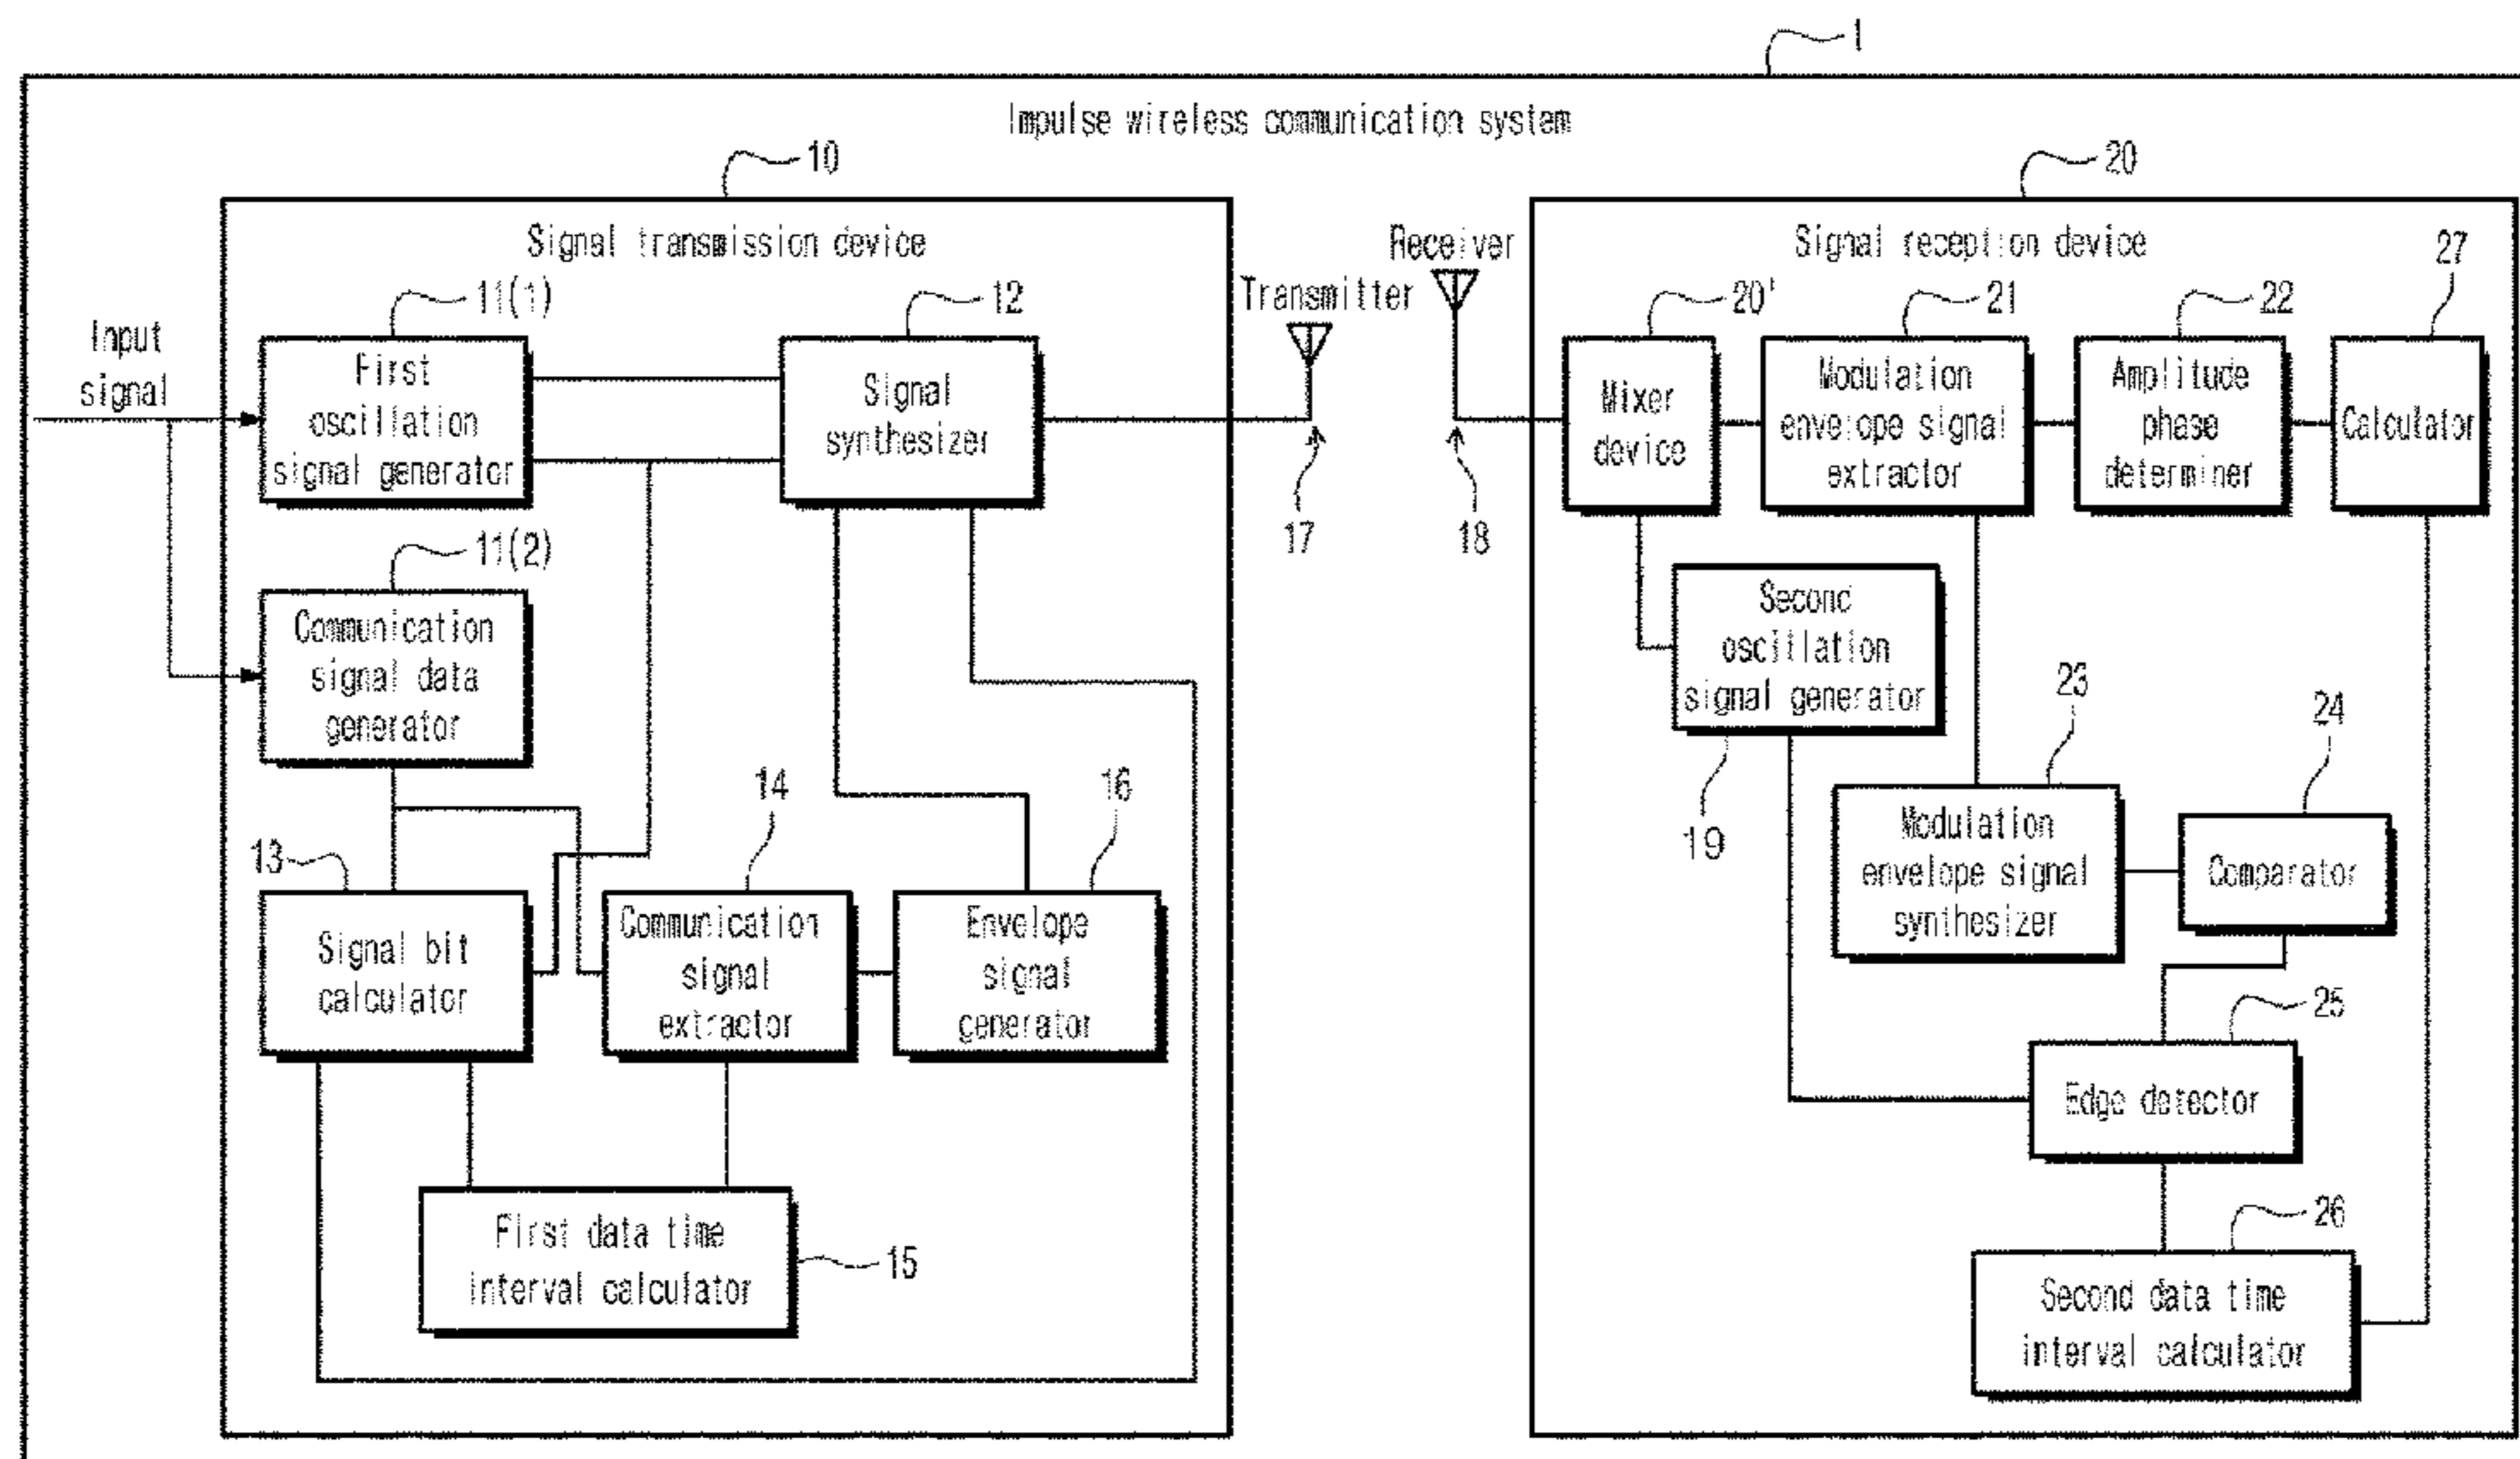 1
Impulse wireless communication system
10
20
Signal transmission device
Receiver
Signal reception device
27
11(1)
12
Transmitter
20'
21
22
Input
signal
First
oscillation
signal generator
Signal
synthesizer
Mixer
device
Modulation
envelope signal
extractor
Amplitude
phase
determiner
Calculator
17
18
11(2)
Communication
signal data
generator
Second
oscillation
signal generator
23
24
14
16
19
13
Modulation
envelope signal
synthesizer
Comparator
Signal bit
calculator
Communication
signal
extractor
Envelope
signal
generator
25
Edge detector
26
First data time
interval calculator
15
Second data time
interval calculator